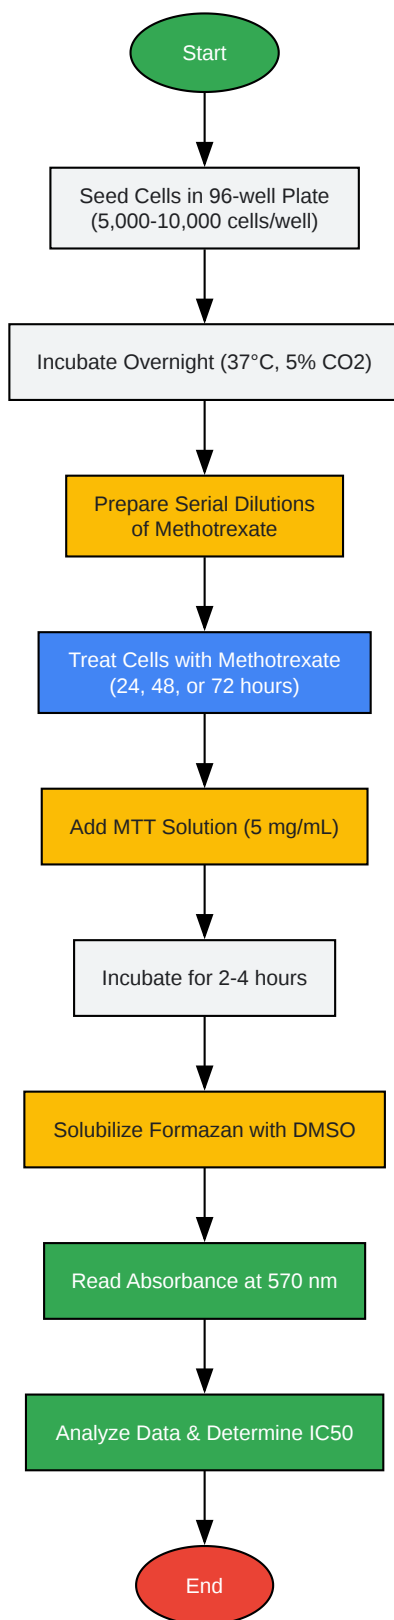 Start
Seed Cells in 96-well Plate
(5,000-10,000 cells/well)
Incubate Overnight (37°C, 5% CO2)
Prepare Serial Dilutions
of Methotrexate
Treat Cells with Methotrexate
(24, 48, or 72 hours)
Add MTT Solution (5 mg/mL)
Incubate for 2-4 hours
Solubilize Formazan with DMSO
Read Absorbance at 570 nm
Analyze Data & Determine IC50
End